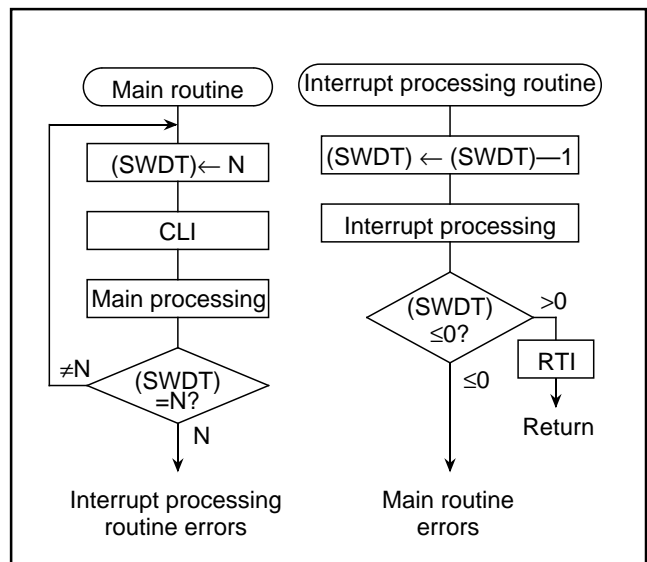 Main routine
(SWDT)← N
CLI
Main processing
≠N
(SWDT)
=N?
N
Interrupt processing
routine errors
Interrupt processing routine
(SWDT) ← (SWDT)—1
Interrupt processing
(SWDT)
≤0?
>0
RTI
Return
≤0
Main routine
errors